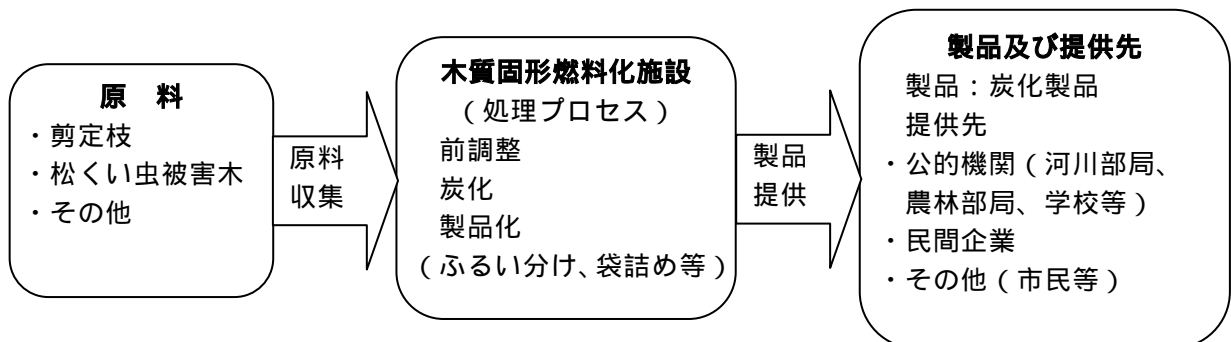 原　料
・剪定枝
・松くい虫被害木
・その他
原料
収集
木質固形燃料化施設
（処理プロセス）
前調整
炭化
製品化
（ふるい分け、袋詰め等）
製品
提供
製品及び提供先
製品：炭化製品
提供先
・公的機関（河川部局、
農林部局、学校等）
・民間企業
・その他（市民等）